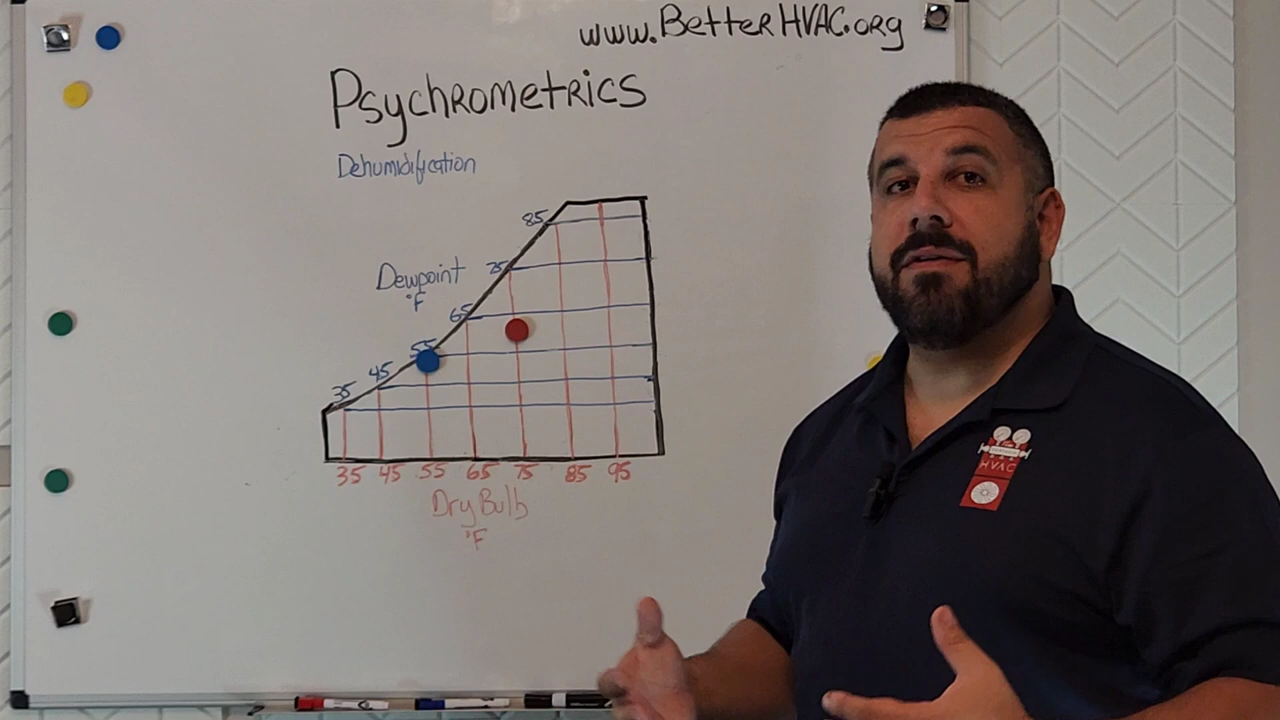 www.BetterHVAC.org
Psychrometrics
Dehumidification
85
75
Dewpoint
°F
65
55
45
35
35 45 55 65 75 85 95
Dry Bulb
°F
HVAC